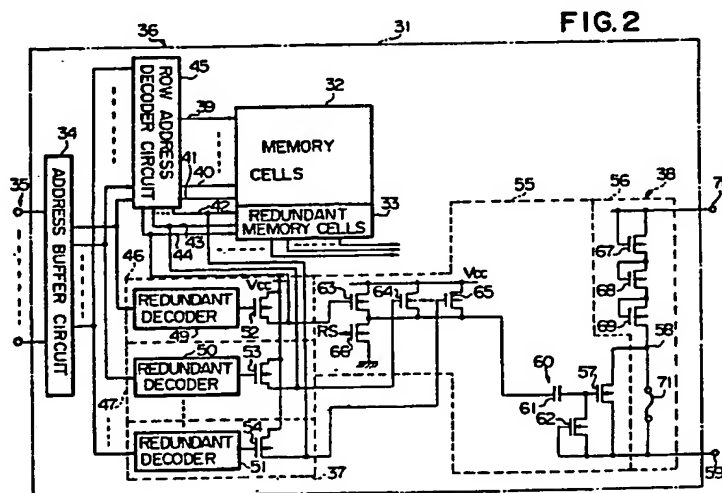 FIG.2
31
36
45
ROW ADDRESS
DECODER CIRCUIT
34
ADDRESS BUFFER CIRCUIT
35
39
32
MEMORY
CELLS
41
40
42
REDUNDANT
MEMORY CELLS
33
43
44
55
56
38
67
68
69
58
71
59
46
REDUNDANT
DECODER
49
Vcc
52
63
64
Vcc
65
RS
66
50
REDUNDANT
DECODER
53
47
54
REDUNDANT
DECODER
51
37
60
61
57
62